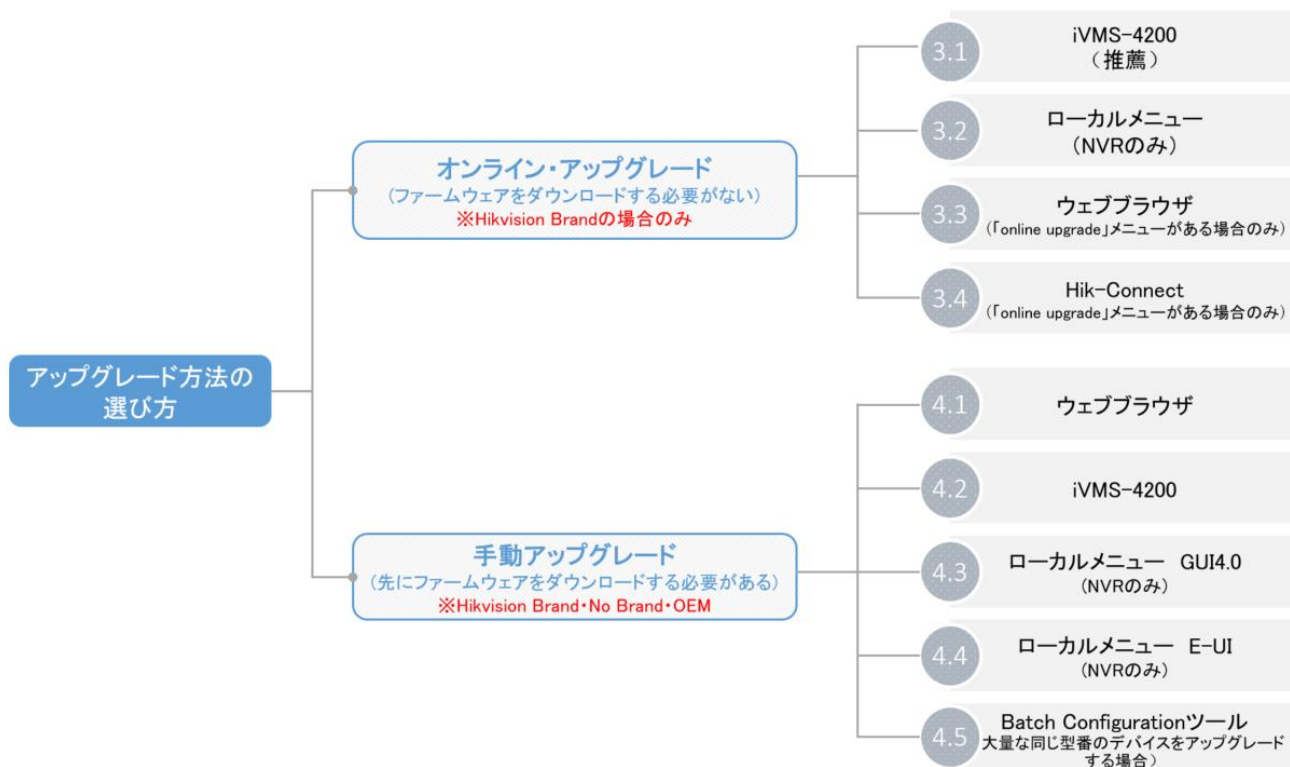 アップグレード方法の
選び方
オンライン・アップグレード
(ファームウェアをダウンロードする必要がない)
※Hikvision Brandの場合のみ
3.1
iVMS-4200
(推薦)
3.2
ローカルメニュー
(NVRのみ)
3.3
ウェブブラウザ
(「online upgrade」メニューがある場合のみ)
3.4
Hik-Connect
(「online upgrade」メニューがある場合のみ)
手動アップグレード
(先にファームウェアをダウンロードする必要がある)
※Hikvision Brand・No Brand・OEM
4.1
ウェブブラウザ
4.2
iVMS-4200
4.3
ローカルメニュー GUI4.0
(NVRのみ)
4.4
ローカルメニュー E-UI
(NVRのみ)
4.5
Batch Configurationツール
大量な同じ型番のデバイスをアップグレード
する場合)